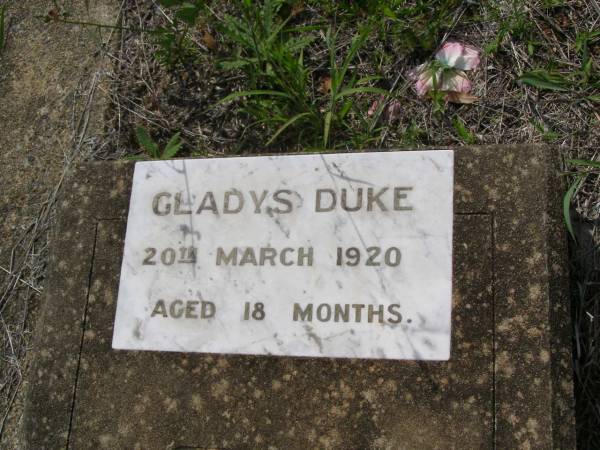 GLADYS DUKE
20TH MARCH 1920
AGED 18 MONTHS.